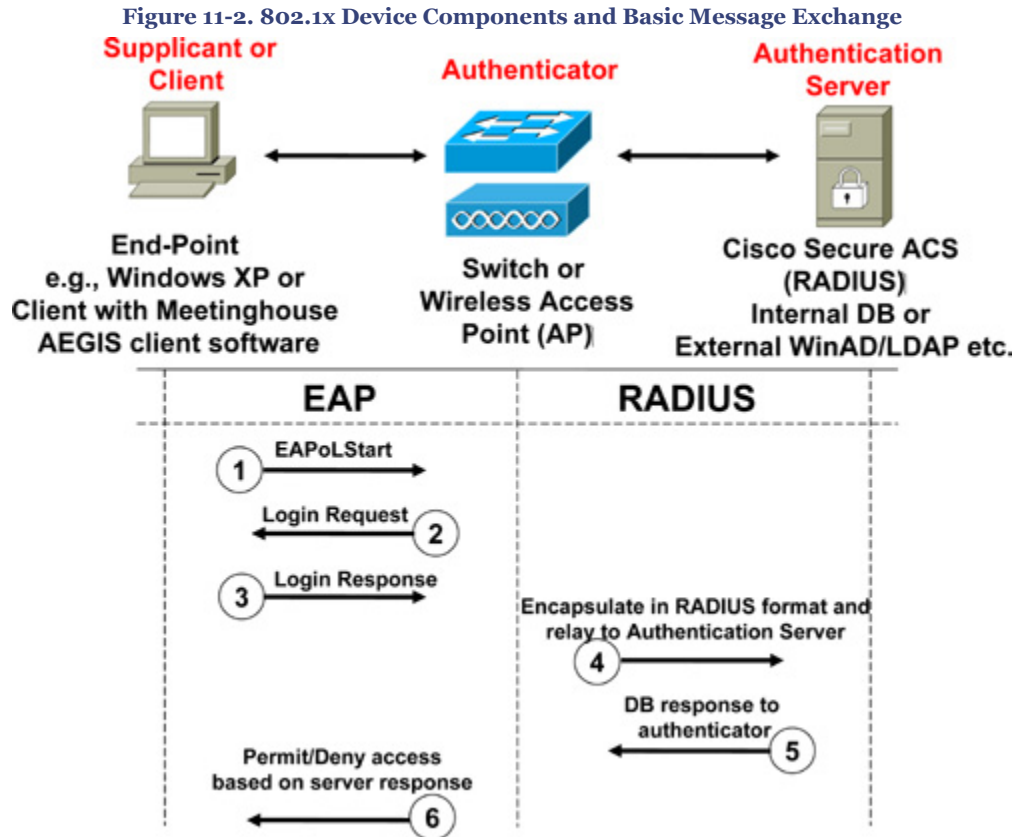 Figure 11-2. 802.1x Device Components and Basic Message Exchange
Supplicant or
Client
Authenticator
Authentication
Server
End-Point
e.g., Windows XP or
Client with Meetinghouse
AEGIS client software
Switch or
Wireless Access
Point (AP)
Cisco Secure ACS
(RADIUS)
Internal DB or
External WinAD/LDAP etc.
EAP
RADIUS
1
EAPoLStart
Login Request
2
3
Login Response
Encapsulate in RADIUS format and
relay to Authentication Server
4
DB response to
authenticator
5
Permit/Deny access
based on server response
6